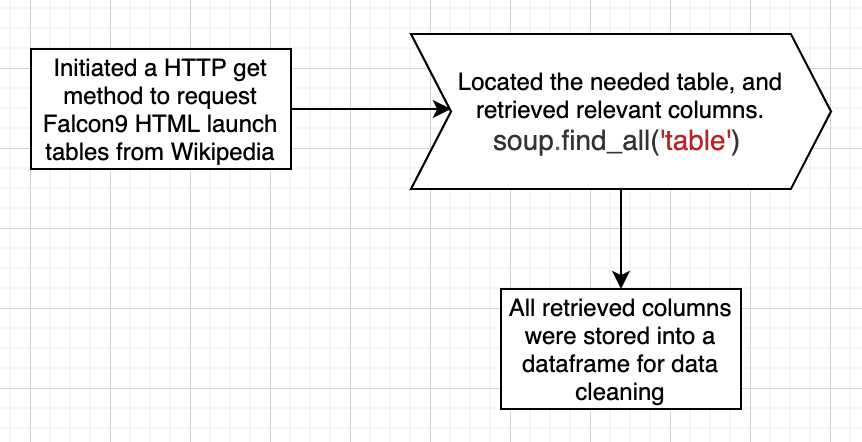 Initiated a HTTP get
method to request
Falcon9 HTML launch
tables from Wikipedia
Located the needed table, and
retrieved relevant columns.
soup.find_all('table')
All retrieved columns
were stored into a
dataframe for data
cleaning